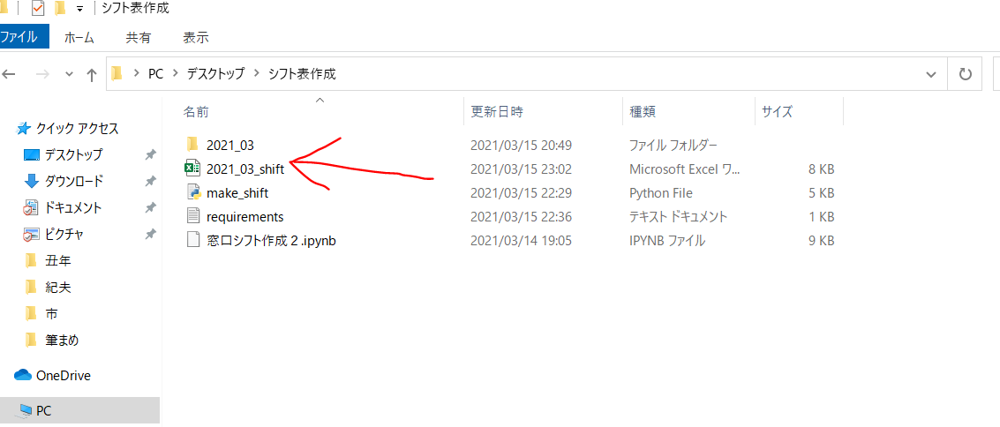 シフト表作成
ファイル ホーム 共有 表示
PC デスクトップ シフト表作成
名前 更新日時 種類 サイズ
クイック アクセス
デスクトップ
ダウンロード
ドキュメント
ピクチャ
丑年
紀夫
市
筆まめ
OneDrive
PC
2021_03 2021/03/15 20:49 ファイル フォルダー
2021_03_shift 2021/03/15 23:02 Microsoft Excel ワ... 8 KB
make_shift 2021/03/15 22:29 Python File 5 KB
requirements 2021/03/15 22:36 テキスト ドキュメント 1 KB
窓口シフト作成２.ipynb 2021/03/14 19:05 IPYNB ファイル 9 KB